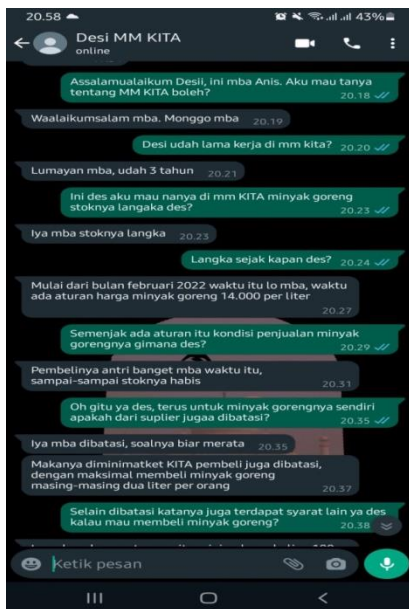 20.58
43%
Desi MM KITA
online
Assalamualaikum Desii, ini mba Anis. Aku mau tanya
tentang MM KITA boleh?
20.18
Waalaikumsalam mba. Monggo mba 20.19
Desi udah lama kerja di mm kita? 20.20
Lumayan mba, udah 3 tahun 20.21
Ini des aku mau nanya di mm KITA minyak goreng
stoknya langaka des?
20.23
Iya mba stoknya langka 20.23
Langka sejak kapan des? 20.24
Mulai dari bulan februari 2022 waktu itu lo mba, waktu
ada aturan harga minyak goreng 14.000 per liter
20.27
Semenjak ada aturan itu kondisi penjualan minyak
gorengnya gimana des?
20.29
Pembelinya antri banget mba waktu itu,
sampai-sampai stoknya habis
20.31
Oh gitu ya des, terus untuk minyak gorengnya sendiri
apakah dari suplier jugaa dibatasi?
20.35
Iya mba dibatasi, soalnya biar merata 20.35
Makanya diminimatket KITA pembeli juga dibatasi,
dengan maksimal membeli minyak goreng
masing-masing dua liter per orang
20.37
Selain dibatasi katanya juga terdapat syarat lain ya des
kalau mau membeli minyak goreng?
20.38
Ketik pesan